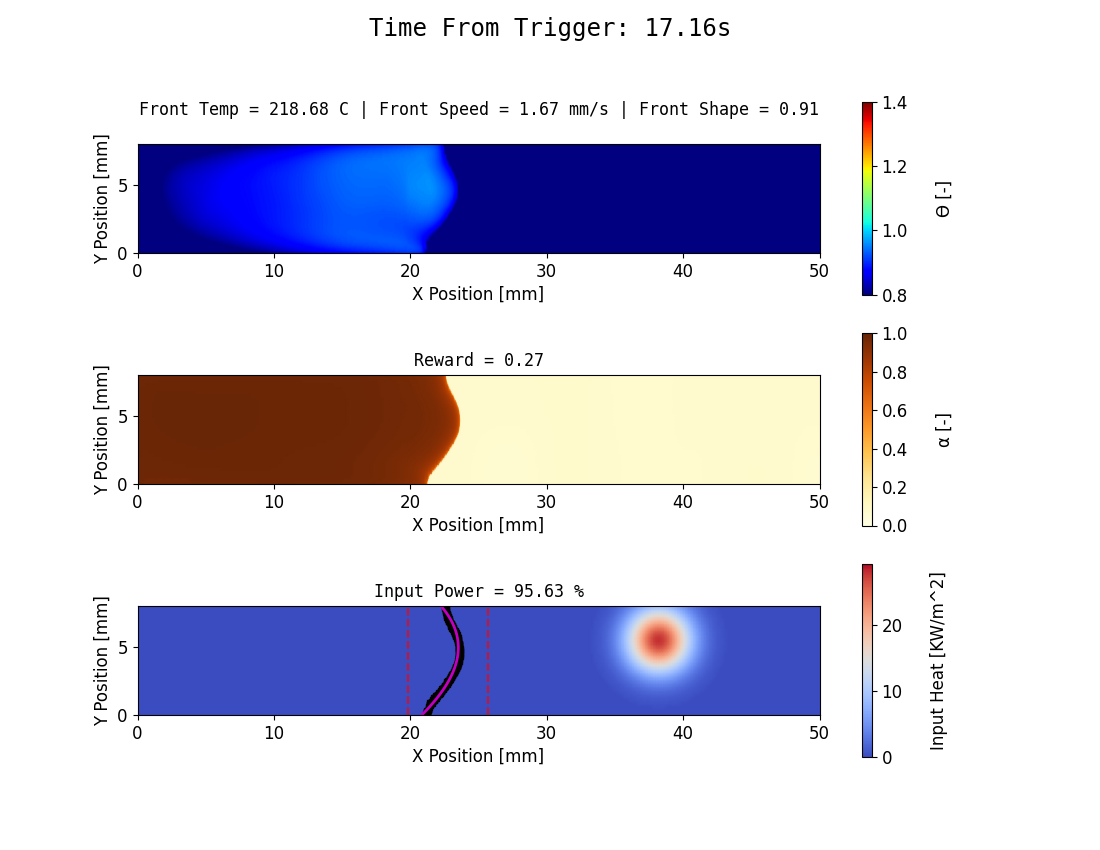 Time From Trigger: 17.16s
Front Temp = 218.68 C | Front Speed = 1.67 mm/s | Front Shape = 0.91
Y Position [mm]
5
0
0 10 20 30 40 50
X Position [mm]
1.4
1.2
1.0
0.8
Θ [-]
Reward = 0.27
Y Position [mm]
5
0
0 10 20 30 40 50
X Position [mm]
1.0
0.8
0.6
0.4
0.2
0.0
α [-]
Input Power = 95.63 %
Y Position [mm]
5
0
0 10 20 30 40 50
X Position [mm]
20
10
0
Input Heat [KW/m^2]